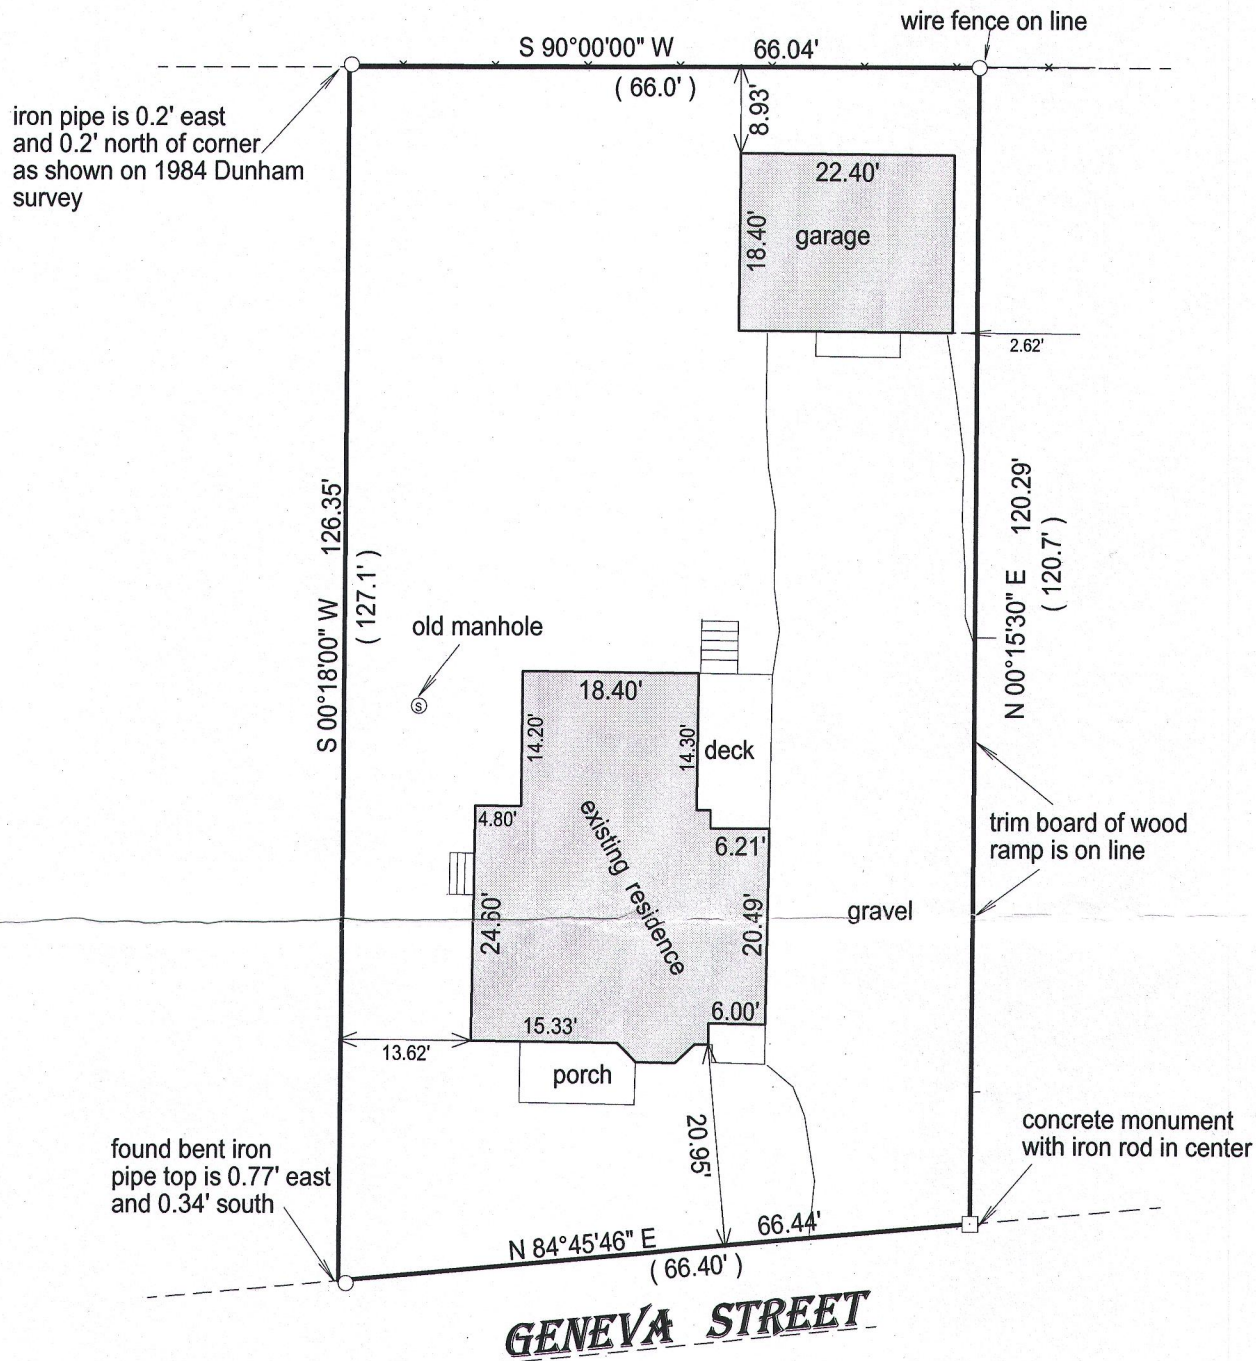 wire fence on line
S 90°00'00" W 66.04'
( 66.0' )
iron pipe is 0.2' east
and 0.2' north of corner
as shown on 1984 Dunham
survey
8.93'
22.40'
18.40'
garage
2.62'
S 00°18'00" W 126.35'
( 127.1' )
N 00°15'30" E 120.29'
( 120.7' )
old manhole
S
18.40'
14.20'
14.30'
deck
4.80'
existing residence
6.21'
trim board of wood
ramp is on line
24.60'
20.49'
gravel
6.00'
15.33'
13.62'
porch
20.95'
found bent iron
pipe top is 0.77' east
and 0.34' south
concrete monument
with iron rod in center
N 84°45'46" E 66.44'
( 66.40' )
GENEVA STREET